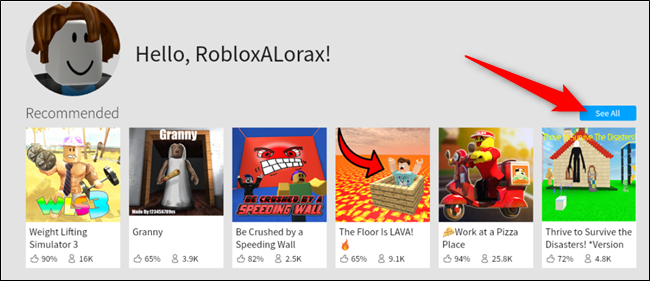 Hello, RobloxALorax!
Recommended
See All
WLS3
Granny
Made By:123456789xs
BE CRUSHED BY A
SPEEDING WALL
Thrive To Survive The Disasters!
Weight Lifting
Simulator 3
Granny
Be Crushed by a
Speeding Wall
The Floor Is LAVA!
🔥
🍕Work at a Pizza
Place
Thrive to Survive the
Disasters! *Version
90% 16K
65% 3.9K
82% 2.5K
65% 9.1K
94% 25.8K
72% 4.8K